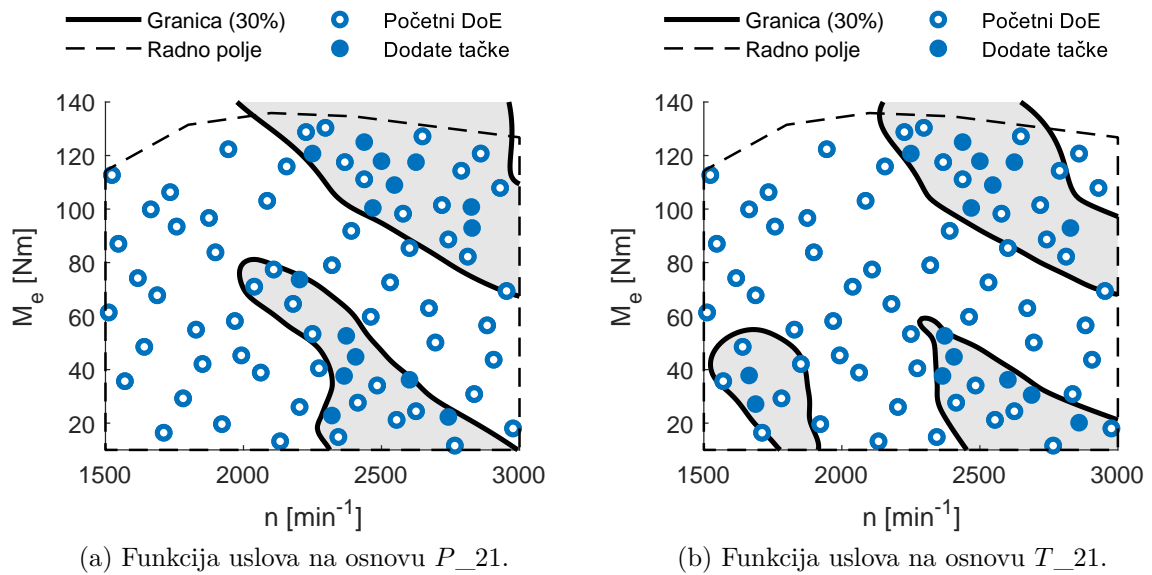 Granica (30%) Početni DoE
Radno polje Dodate tačke
140
120
100
80
60
40
20
M_e [Nm]
1500 2000 2500 3000
n [min^-1]
(a) Funkcija uslova na osnovu P_21.
Granica (30%) Početni DoE
Radno polje Dodate tačke
140
120
100
80
60
40
20
M_e [Nm]
1500 2000 2500 3000
n [min^-1]
(b) Funkcija uslova na osnovu T_21.